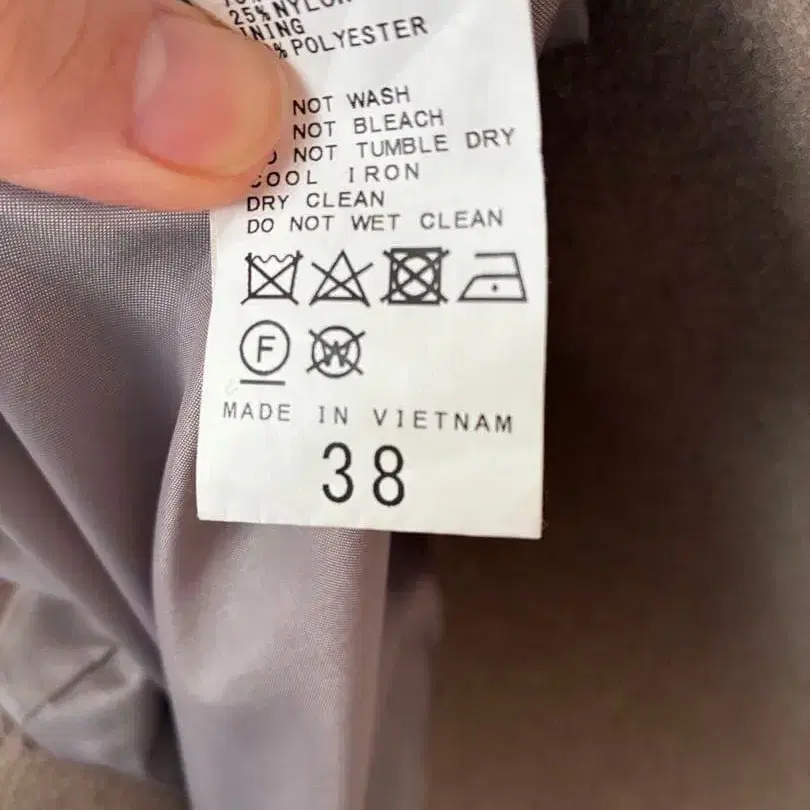 25% NYLON
% POLYESTER
NOT WASH
NOT BLEACH
NOT TUMBLE DRY
COOL IRON
DRY CLEAN
DO NOT WET CLEAN
F W
MADE IN VIETNAM
38